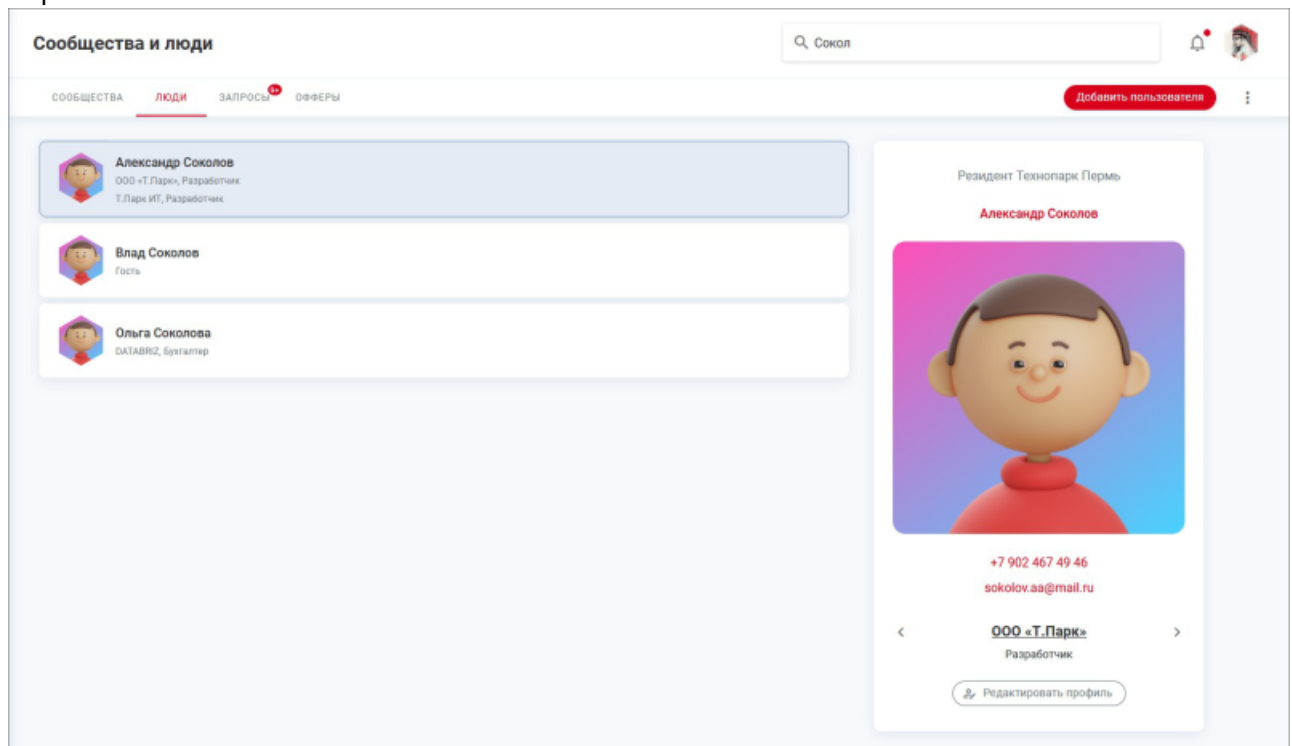 Сообщества и люди
Сокол
СООБЩЕСТВА ЛЮДИ ЗАПРОСЫ 9+ ОФФЕРЫ
Добавить пользователя
Александр Соколов
ООО «Т.Парк», Разработчик
Т.Парк ИТ, Разработчик
Влад Соколов
Гость
Ольга Соколова
DATABRIZ, Бухгалтер
Резидент Технопарк Пермь
Александр Соколов
+7 902 467 49 46
sokolov.aa@mail.ru
ООО «Т.Парк»
Разработчик
Редактировать профиль